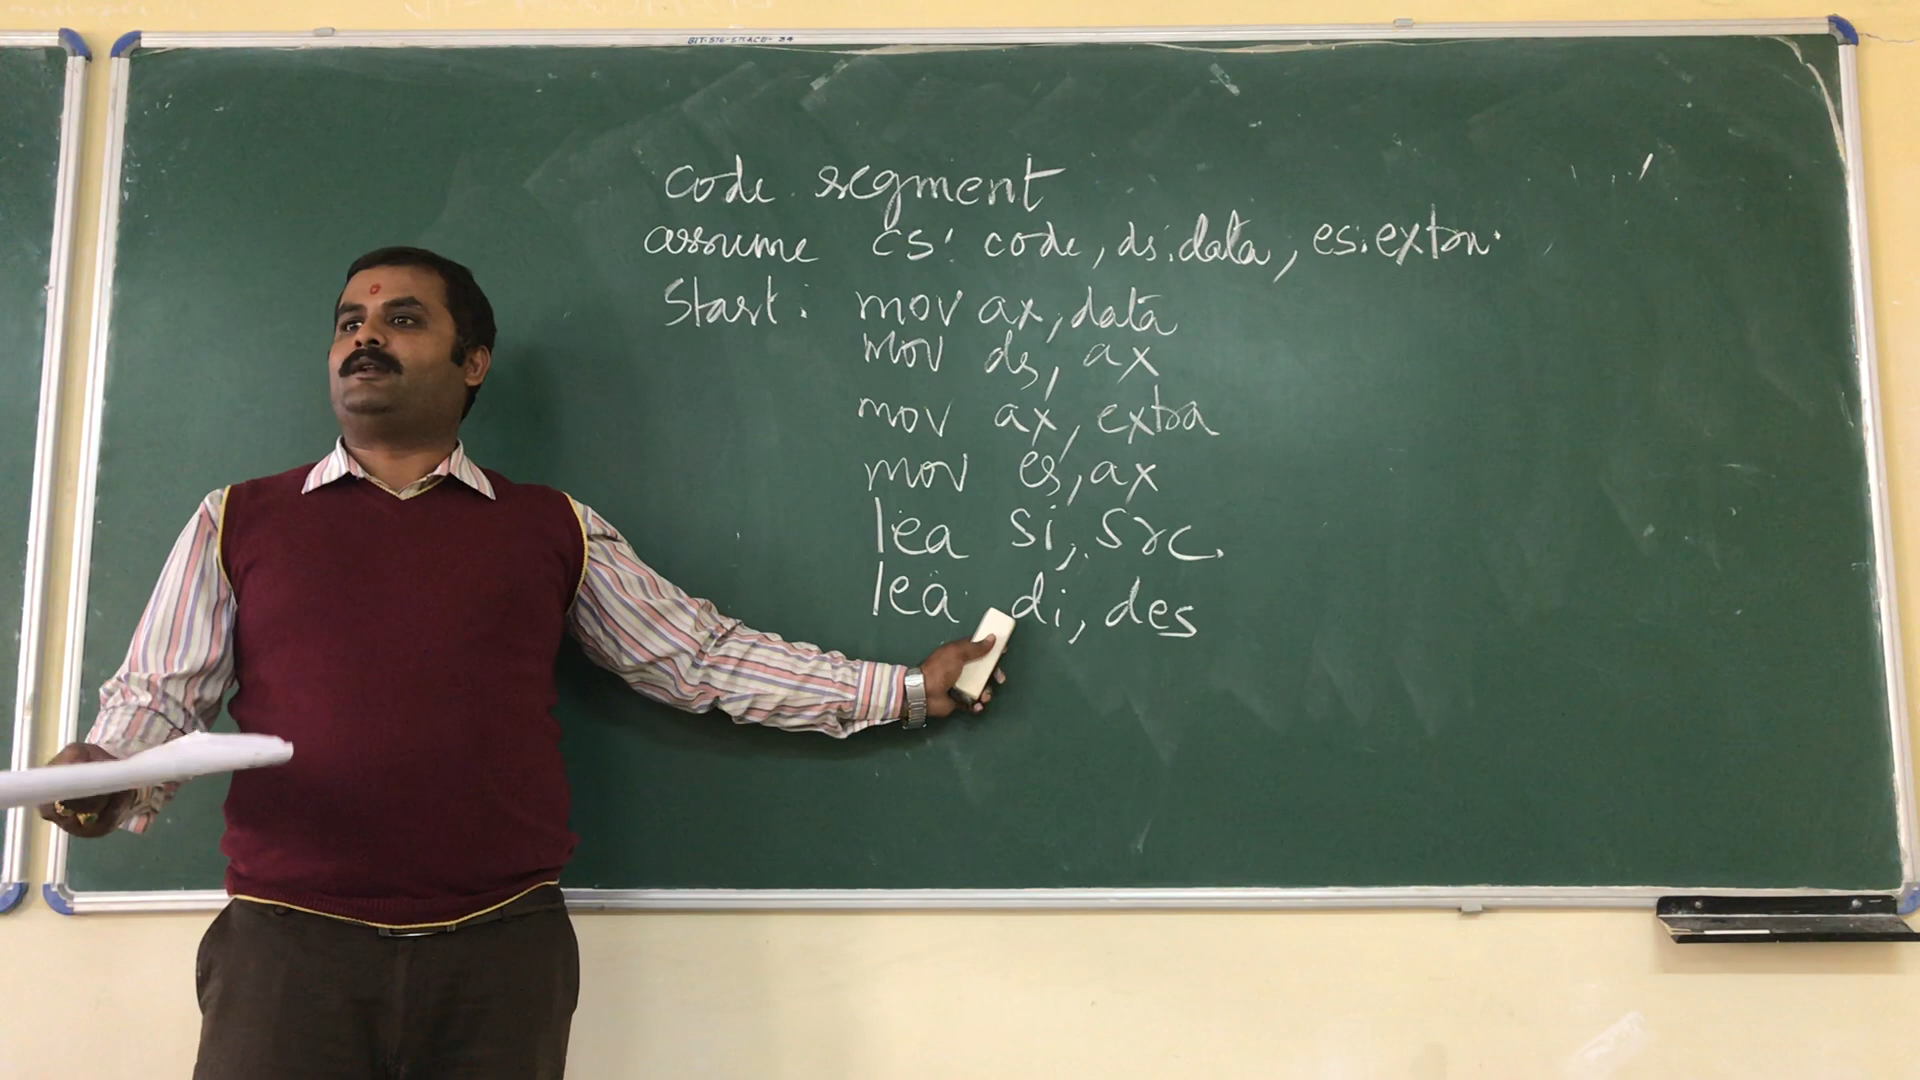 code segment
assume cs: code, ds:data, es:extra.
Start: mov ax, data
mov ds, ax
mov ax, extra
mov es, ax
lea si, src.
lea di, des